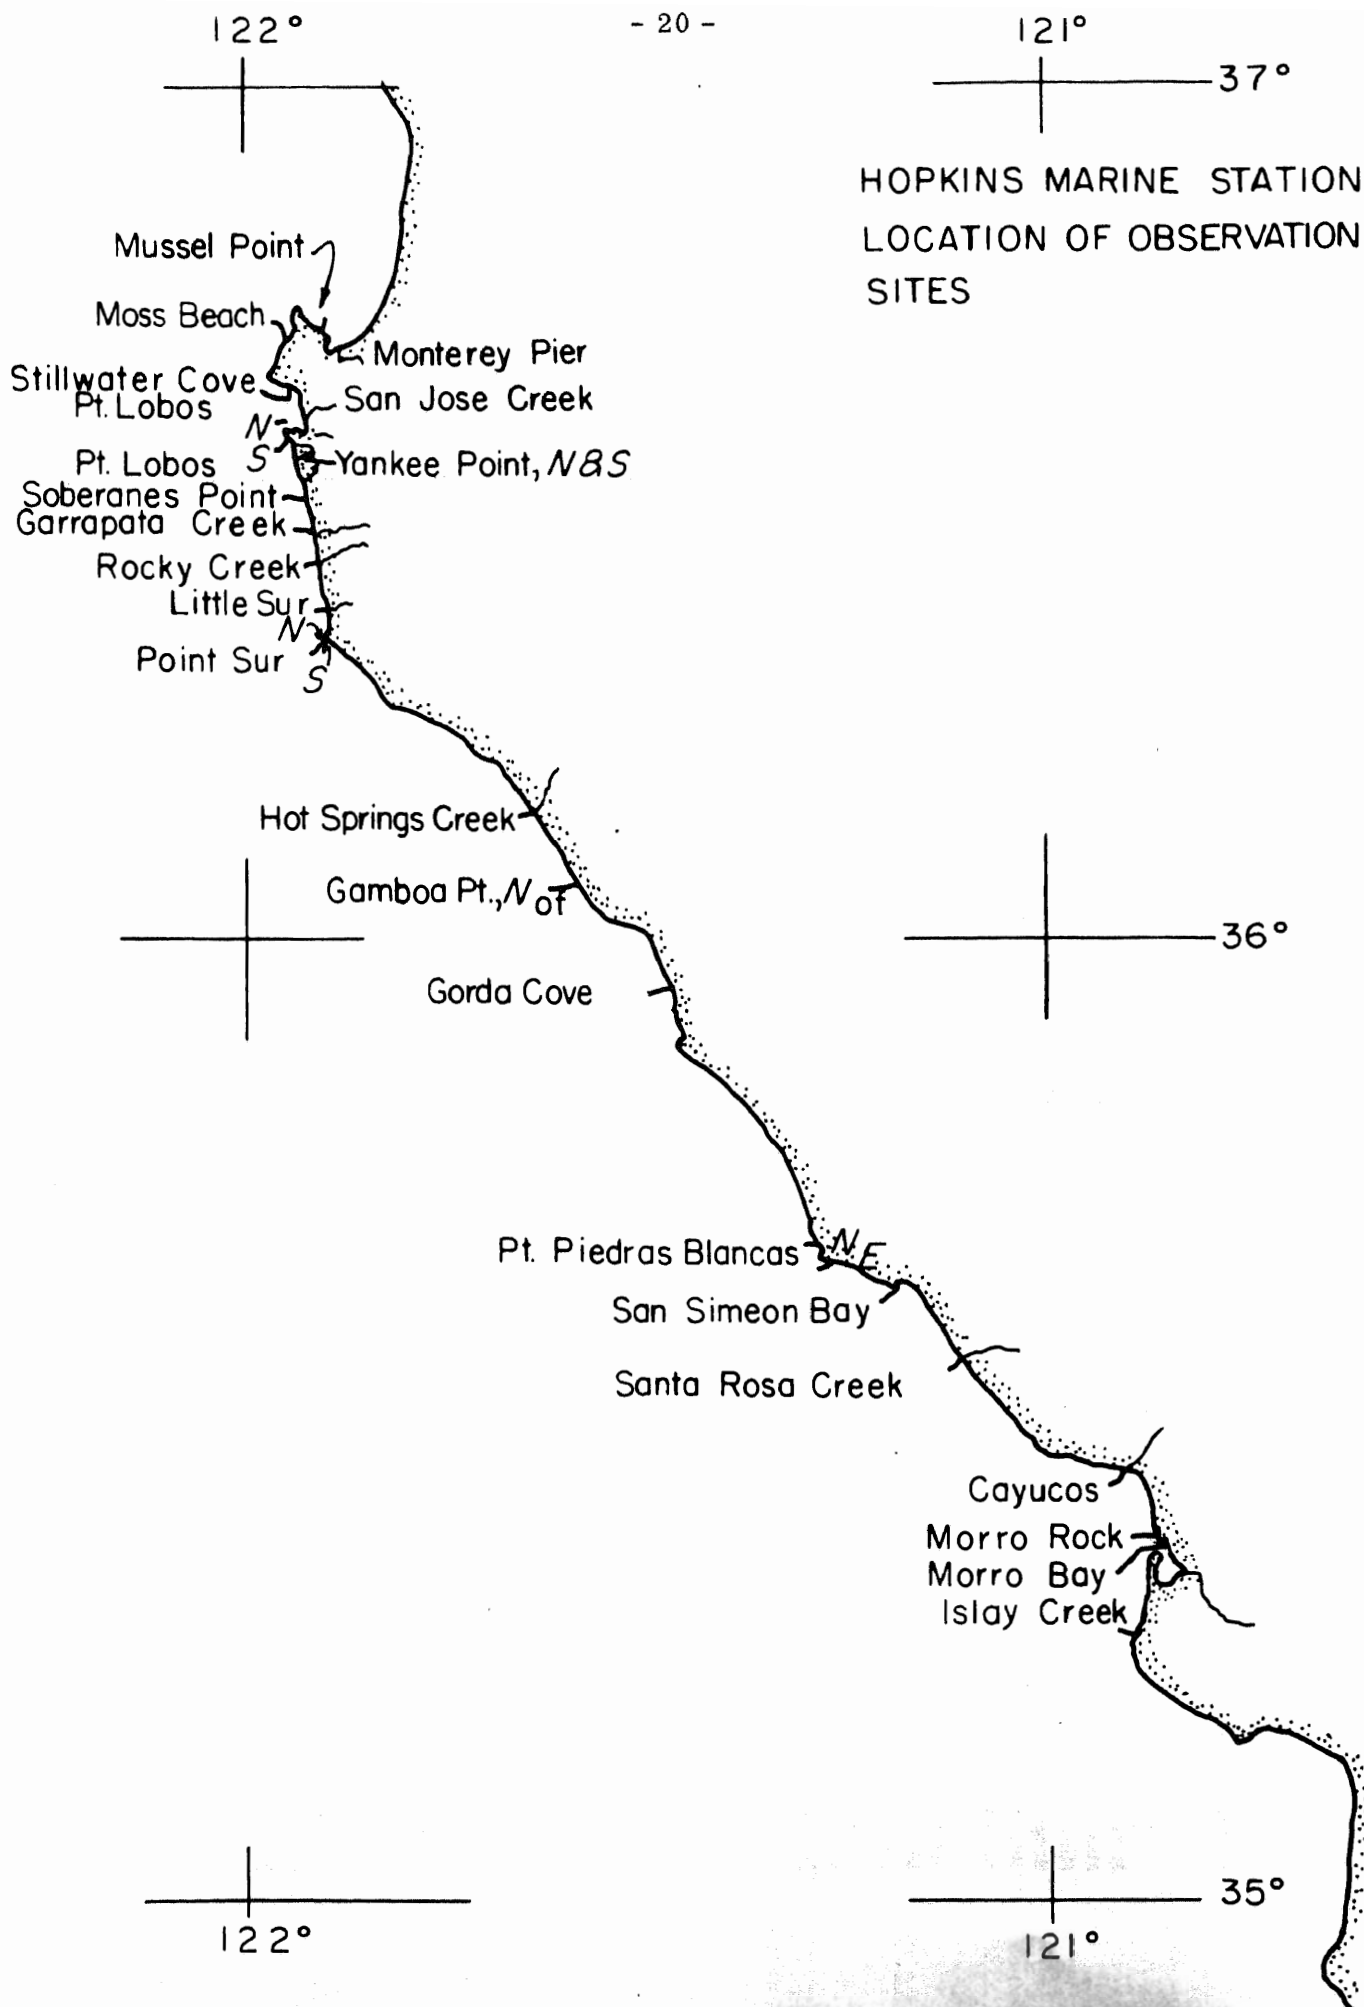 - 20 -
122° 121°
37°
HOPKINS MARINE STATION
LOCATION OF OBSERVATION
SITES
Mussel Point
Moss Beach
Monterey Pier
Stillwater Cove
San Jose Creek
Pt. Lobos
N
Pt. Lobos S
Yankee Point, N&S
Soberanes Point
Garrapata Creek
Rocky Creek
Little Sur
N
Point Sur
S
Hot Springs Creek
Gamboa Pt., N of
36°
Gorda Cove
Pt. Piedras Blancas N E
San Simeon Bay
Santa Rosa Creek
Cayucos
Morro Rock
Morro Bay
Islay Creek
35°
122° 121°